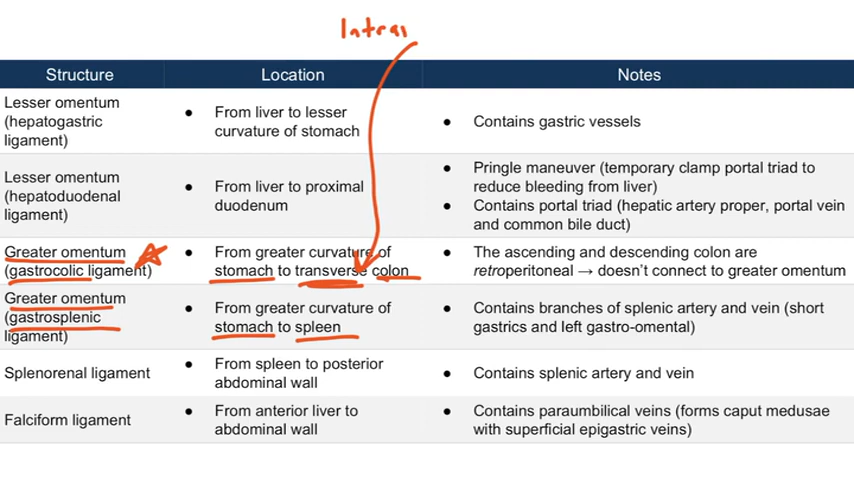 Intra
Structure Location Notes
Lesser omentum
(hepatogastric
ligament)
● From liver to lesser
curvature of stomach
● Contains gastric vessels
Lesser omentum
(hepatoduodenal
ligament)
● From liver to proximal
duodenum
● Pringle maneuver (temporary clamp portal triad to
reduce bleeding from liver)
● Contains portal triad (hepatic artery proper, portal vein
and common bile duct)
Greater omentum
(gastrocolic ligament)
● From greater curvature of
stomach to transverse colon
● The ascending and descending colon are
retroperitoneal → doesn't connect to greater omentum
Greater omentum
(gastrosplenic
ligament)
● From greater curvature of
stomach to spleen
● Contains branches of splenic artery and vein (short
gastrics and left gastro-omental)
Splenorenal ligament
● From spleen to posterior
abdominal wall
● Contains splenic artery and vein
Falciform ligament
● From anterior liver to
abdominal wall
● Contains paraumbilical veins (forms caput medusae
with superficial epigastric veins)